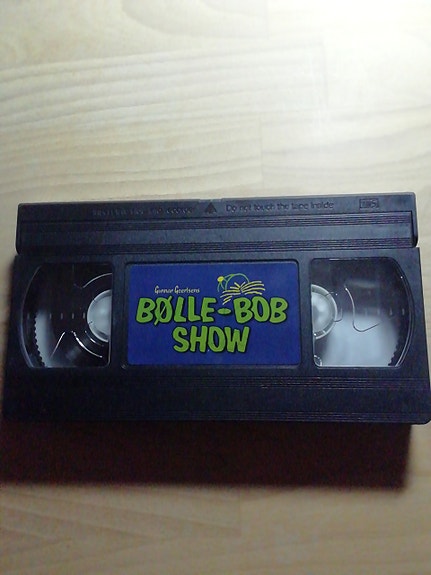 Do not touch the tape inside
Gunnar Geertsens
BØLLE-BOB
SHOW